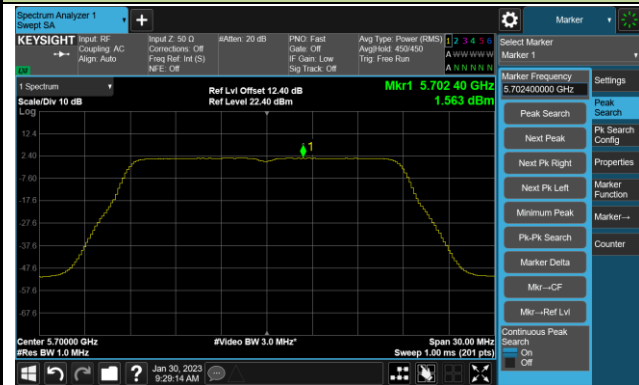 Spectrum Analyzer 1
Swept SA
+
Marker
KEYSIGHT
Input: RF
Coupling: AC
Align: Auto
Input Z: 50 Ω
Corrections: Off
Freq Ref: Int (S)
NFE: Off
#Atten: 20 dB
PNO: Fast
Gate: Off
IF Gain: Low
Sig Track: Off
Avg Type: Power (RMS)
Avg|Hold: 450/450
Trig: Free Run
1 2 3 4 5 6
A W W W W W
A N N N N N
Select Marker
Marker 1
1 Spectrum
Scale/Div 10 dB
Log
Ref Lvl Offset 12.40 dB
Ref Level 22.40 dBm
Mkr1 5.702 40 GHz
1.563 dBm
12.4
2.40
-7.60
-17.6
-27.6
-37.6
-47.6
-57.6
-67.6
1
Center 5.70000 GHz
#Res BW 1.0 MHz
#Video BW 3.0 MHz*
Span 30.00 MHz
Sweep 1.00 ms (201 pts)
Marker Frequency
5.702400000 GHz
Peak Search
Next Peak
Next Pk Right
Next Pk Left
Minimum Peak
Pk-Pk Search
Marker Delta
Mkr→CF
Mkr→Ref Lvl
Continuous Peak
Search
On
Off
Settings
Peak
Search
Pk Search
Config
Properties
Marker
Function
Marker→
Counter
?
Jan 30, 2023
9:29:14 AM